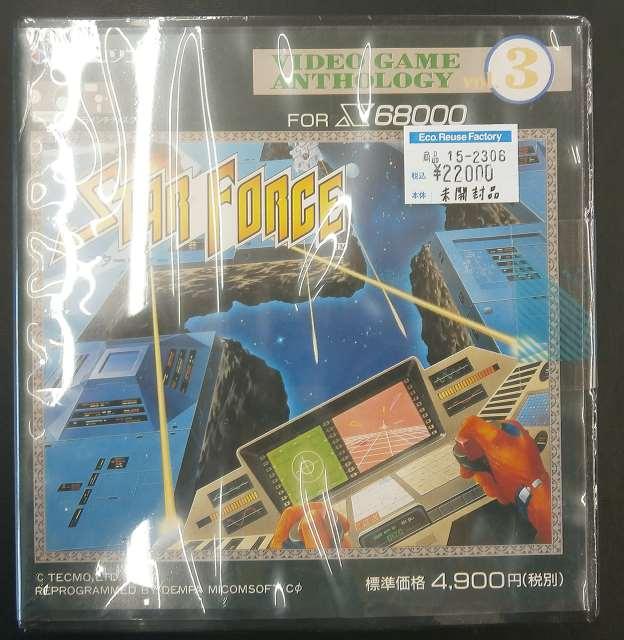 VIDEO GAME
ANTHOLOGY vol. 3
FOR X68000
Eco.Reuse Factory
商品 15-2306
税込 ¥22000
本体 未開封品
STAR FORCE
© TECMO,LTD.
REPROGRAMMED BY DEMPA MICOMSOFT Co
標準価格 4,900円(税別)